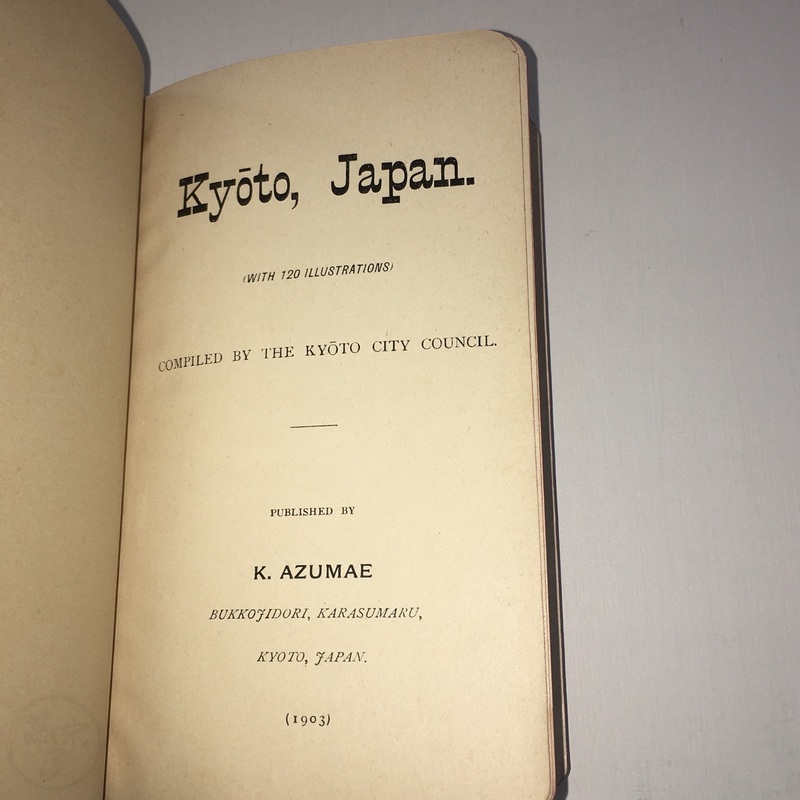 Kyōto, Japan.
(WITH 120 ILLUSTRATIONS)
COMPILED BY THE KYŌTO CITY COUNCIL.
PUBLISHED BY
K. AZUMAE
BUKKOJIDORI, KARASUMARU,
KYOTO, JAPAN.
(1903)